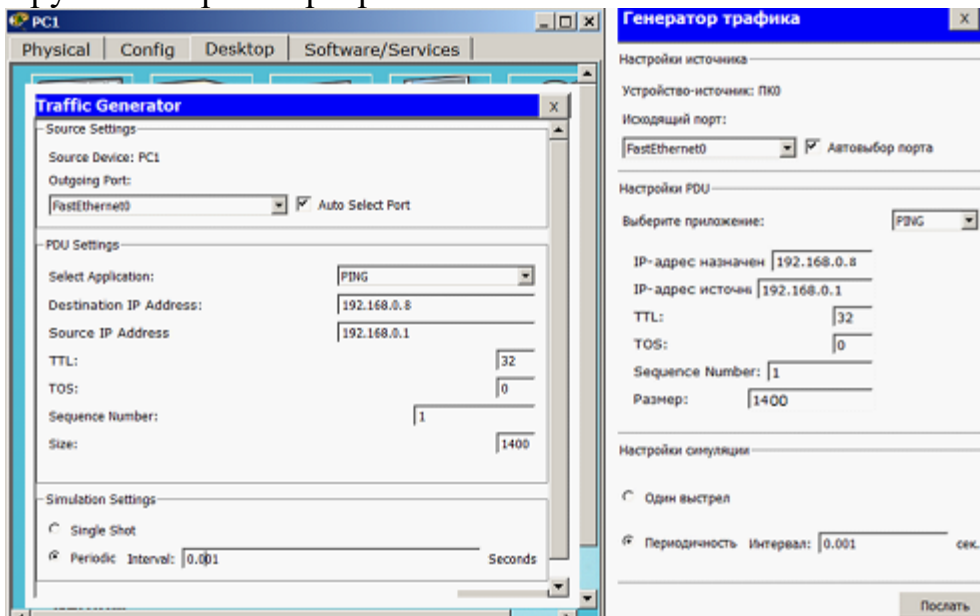 PC1
Physical Config Desktop Software/Services
Traffic Generator
X
Source Settings
Source Device: PC1
Outgoing Port:
FastEthernet0 Auto Select Port
PDU Settings
Select Application: PING
Destination IP Address: 192.168.0.8
Source IP Address 192.168.0.1
TTL: 32
TOS: 0
Sequence Number: 1
Size: 1400
Simulation Settings
Single Shot
Periodic Interval: 0.001 Seconds
Генератор трафика
X
Настройки источника
Устройство-источник: ПК0
Исходящий порт:
FastEthernet0 Автовыбор порта
Настройки PDU
Выберите приложение: PING
IP-адрес назначен 192.168.0.8
IP-адрес источни 192.168.0.1
TTL: 32
TOS: 0
Sequence Number: 1
Размер: 1400
Настройки симуляции
Один выстрел
Периодичность Интервал: 0.001 сек.
Послать